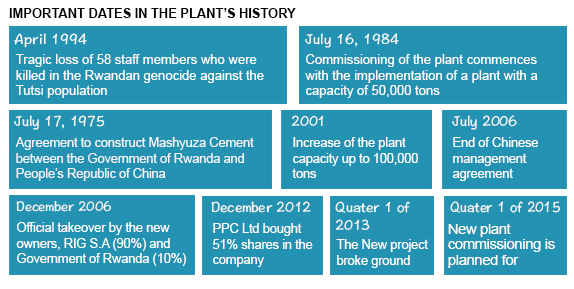 IMPORTANT DATES IN THE PLANT'S HISTORY
April 1994
Tragic loss of 58 staff members who were
killed in the Rwandan genocide against the
Tutsi population
July 16, 1984
Commissioning of the plant commences
with the implementation of a plant with a
capacity of 50,000 tons
July 17, 1975
Agreement to construct Mashyuza Cement
between the Government of Rwanda and
People's Republic of China
2001
Increase of the plant
capacity up to 100,000
tons
July 2006
End of Chinese
management
agreement
December 2006
Official takeover by the new
owners, RIG S.A (90%) and
Government of Rwanda (10%)
December 2012
PPC Ltd bought
51% shares in the
company
Quater 1 of
2013
The New project
broke ground
Quater 1 of 2015
New plant
commissioning is
planned for